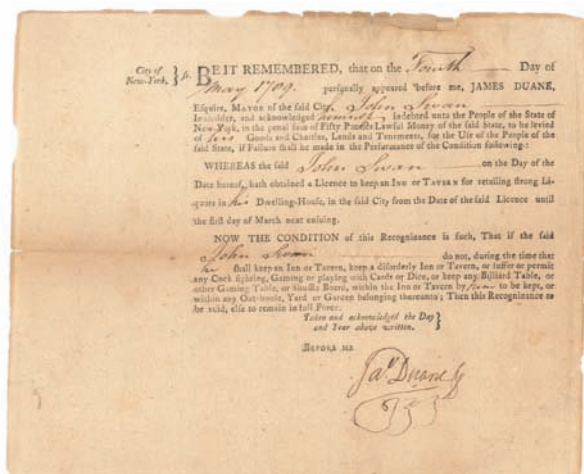 City of New-York, } ss. BE IT REMEMBERED, that on the Fourth Day of
May 1789 personally appeared before me, JAMES DUANE,
Esquire, MAYOR of the said City, John Swan
Innholder, and acknowledged himself Indebted unto the People of the State of
New-York, in the penal sum of Fifty Pounds Lawful Money of the said State, to be levied
of his Goods and Chattles, Lands and Tenements, for the Use of the People of the
said State, if Failure shall be made in the Performance of the Condition following:
WHEREAS the said John Swan on the Day of the
Date hereof, hath obtained a Licence to keep an INN or TAVERN for retailing strong Li-
quors in his Dwelling-House, in the said City from the Date of the said Licence until
the first day of March next ensuing.
NOW THE CONDITION of this Recognizance is such, That if the said
John Swan do not, during the time that
he shall keep an Inn or Tavern, keep a disorderly Inn or Tavern, or suffer or permit
any Cock fighting, Gaming or playing with Cards or Dice, or keep any Billiard Table, or
other Gaming Table, or Shuffle Board, within the Inn or Tavern by him to be kept, or
within any Out-house, Yard or Garden belonging thereunto; Then this Recognizance to
be void, else to remain in full Force.
Taken and acknowledged the Day }
and Year above written.
BEFORE ME
Jas Duane